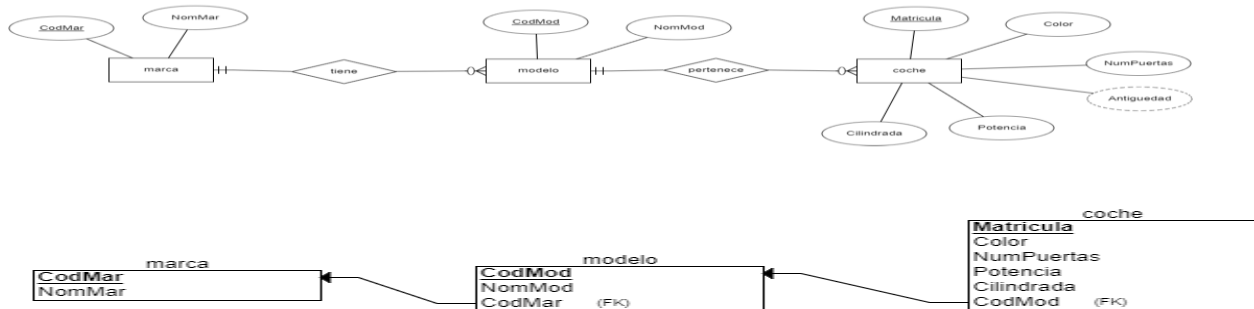 CodMar
NomMar
marca
tiene
CodMod
NomMod
modelo
pertenece
Matricula
Color
NumPuertas
Antiguedad
Potencia
Cilindrada
coche
marca
CodMar
NomMar
modelo
CodMod
NomMod
CodMar (FK)
coche
Matricula
Color
NumPuertas
Potencia
Cilindrada
CodMod (FK)